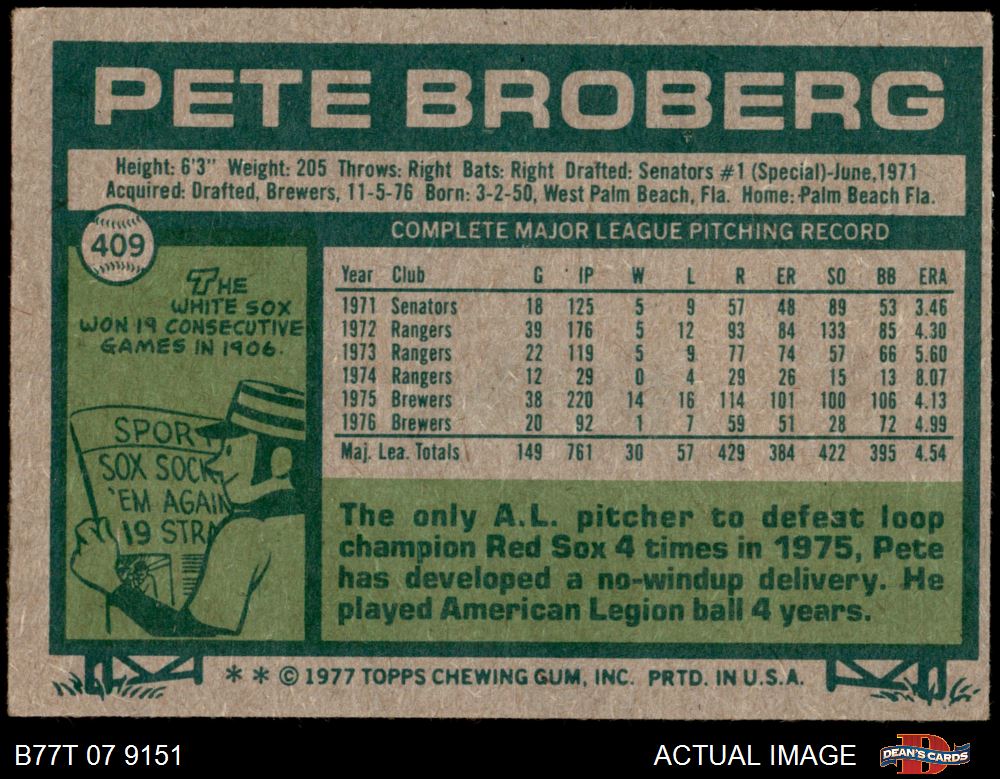 PETE BROBERG
Height: 6'3" Weight: 205 Throws: Right Bats: Right Drafted: Senators #1 (Special)-June,1971
Acquired: Drafted, Brewers, 11-5-76 Born: 3-2-50, West Palm Beach, Fla. Home: Palm Beach Fla.
409
THE
WHITE SOX
WON 19 CONSECUTIVE
GAMES IN 1906.
SPORT
SOX SOCK
'EM AGAIN
19 STRA
COMPLETE MAJOR LEAGUE PITCHING RECORD
Year Club G IP W L R ER SO BB ERA
1971 Senators 18 125 5 9 57 48 89 53 3.46
1972 Rangers 39 176 5 12 93 84 133 85 4.30
1973 Rangers 22 119 5 9 77 74 57 66 5.60
1974 Rangers 12 29 0 4 29 26 15 13 8.07
1975 Brewers 38 220 14 16 114 101 100 106 4.13
1976 Brewers 20 92 1 7 59 51 28 72 4.99
Maj. Lea. Totals 149 761 30 57 429 384 422 395 4.54
The only A.L. pitcher to defeat loop
champion Red Sox 4 times in 1975, Pete
has developed a no-windup delivery. He
played American Legion ball 4 years.
* * © 1977 TOPPS CHEWING GUM, INC. PRTD. IN U.S.A.
B77T 07 9151
ACTUAL IMAGE
DEAN'S CARDS